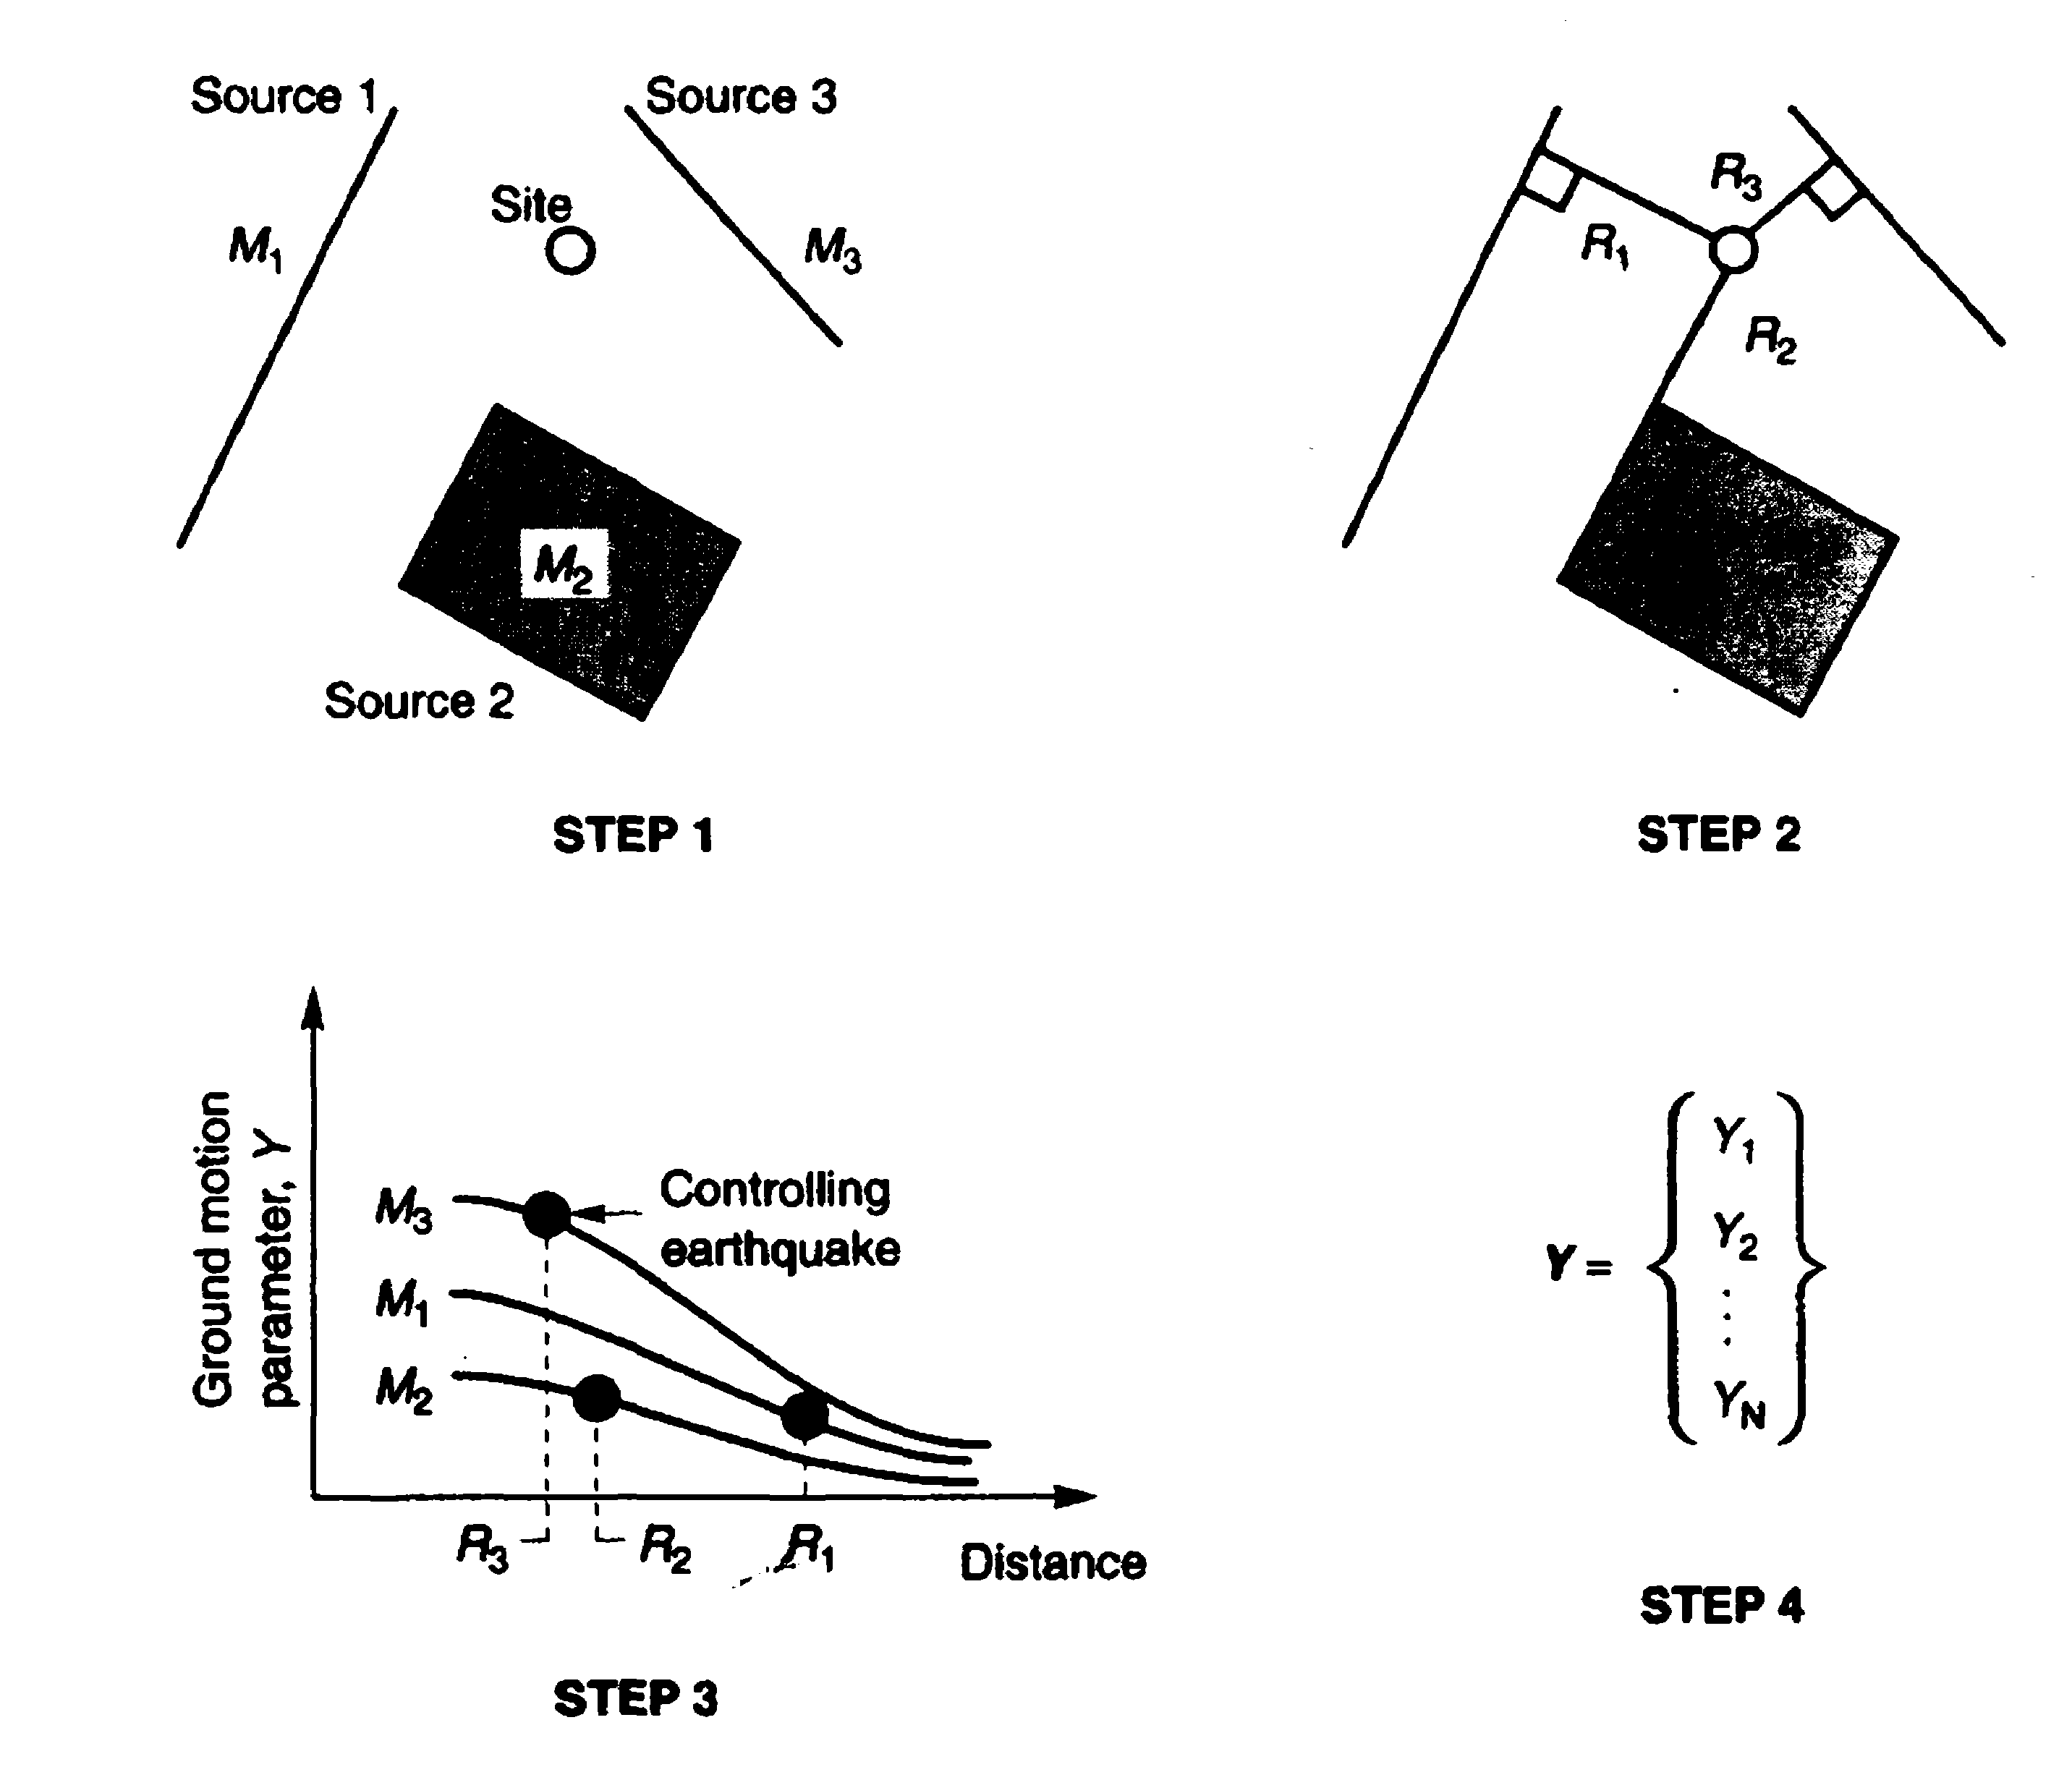 Source 1
Source 3
Site
M1
M3
M2
Source 2
STEP 1
R3
R1
R2
STEP 2
Ground motion
parameter, Y
M3
Controlling
earthquake
M1
M2
R3
R2
R1
Distance
STEP 3
Y =
Y1
Y2
⋮
YN
STEP 4